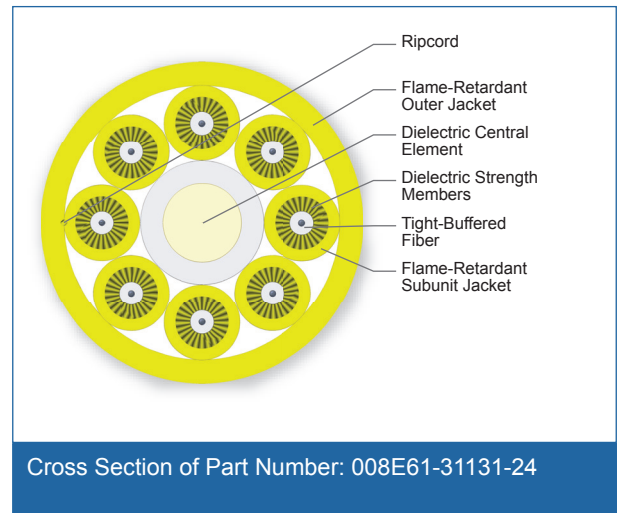 Ripcord
Flame-Retardant
Outer Jacket
Dielectric Central
Element
Dielectric Strength
Members
Tight-Buffered
Fiber
Flame-Retardant
Subunit Jacket
Cross Section of Part Number: 008E61-31131-24